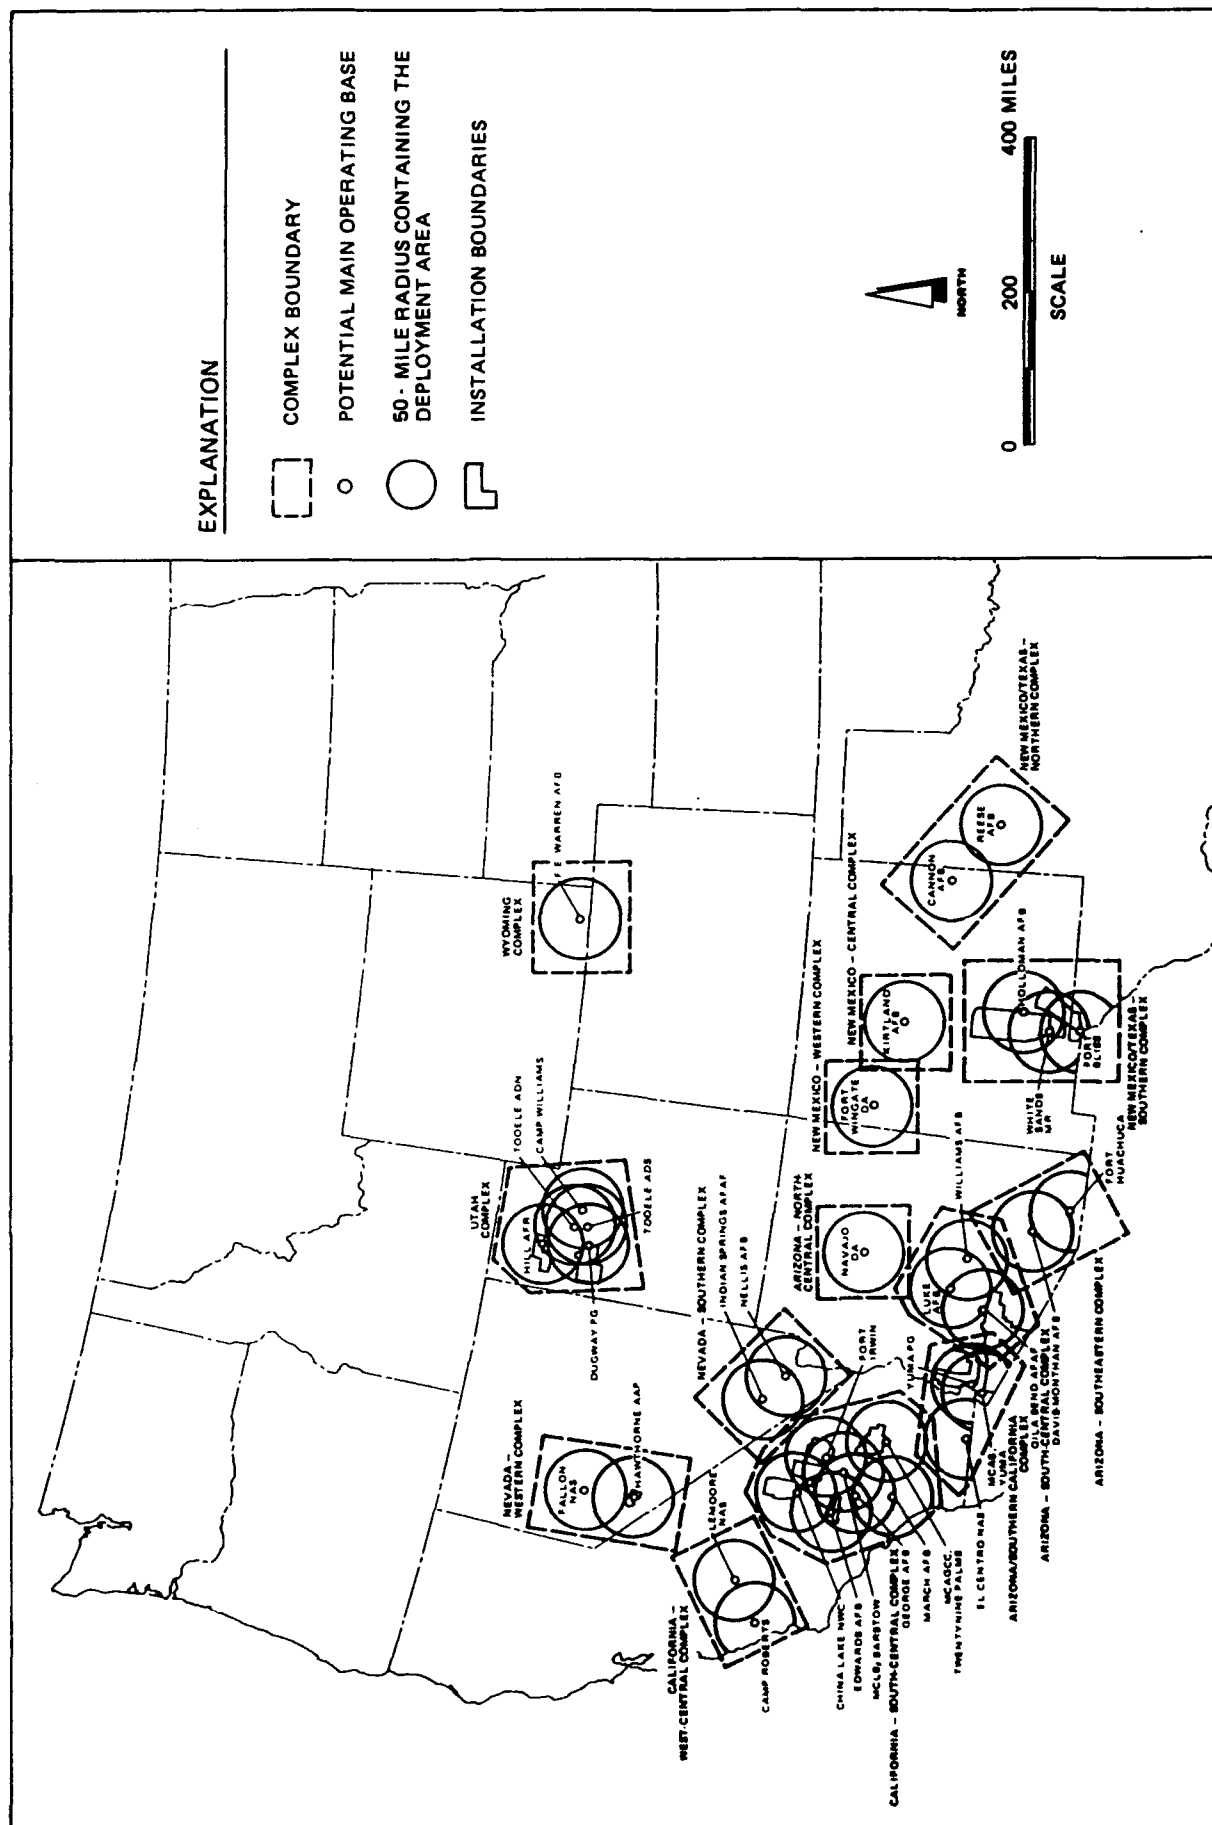 EXPLANATION
COMPLEX BOUNDARY
POTENTIAL MAIN OPERATING BASE
50 - MILE RADIUS CONTAINING THE
DEPLOYMENT AREA
INSTALLATION BOUNDARIES
NORTH
0
200
400 MILES
SCALE
WYOMING
COMPLEX
F E WARREN AFB
UTAH
COMPLEX
HILL AFR
TOOELE ADN
CAMP WILLIAMS
TOOELE ADS
DUGWAY PG
NEVADA –
WESTERN COMPLEX
FALLON
NAS
HAWTHORNE AAP
NEVADA – SOUTHERN COMPLEX
INDIAN SPRINGS AFAF
NELLIS AFB
CALIFORNIA –
WEST-CENTRAL COMPLEX
LEMOORE
NAS
CAMP ROBERTS
FORT
IRWIN
CHINA LAKE NWC
EDWARDS AFB
MCLB, BARSTOW
CALIFORNIA – SOUTH-CENTRAL COMPLEX
GEORGE AFB
MARCH AFB
MCAGCC,
TWENTYNINE PALMS
EL CENTRO NAS
YUMA PG
MCAS,
YUMA
ARIZONA/SOUTHERN CALIFORNIA
COMPLEX
GILA BEND AFAF
ARIZONA – SOUTH-CENTRAL COMPLEX
DAVIS-MONTHAN AFB
ARIZONA – SOUTHEASTERN COMPLEX
ARIZONA – NORTH-
CENTRAL COMPLEX
NAVAJO
DA
LUKE
AFB
WILLIAMS AFB
FORT
HUACHUCA
NEW MEXICO – WESTERN COMPLEX
FORT
WINGATE
DA
NEW MEXICO – CENTRAL COMPLEX
KIRTLAND
AFB
HOLLOMAN AFB
WHITE
SANDS
MR
FORT
BLISS
NEW MEXICO/TEXAS –
SOUTHERN COMPLEX
CANNON
AFB
REESE
AFB
NEW MEXICO/TEXAS –
NORTHERN COMPLEX